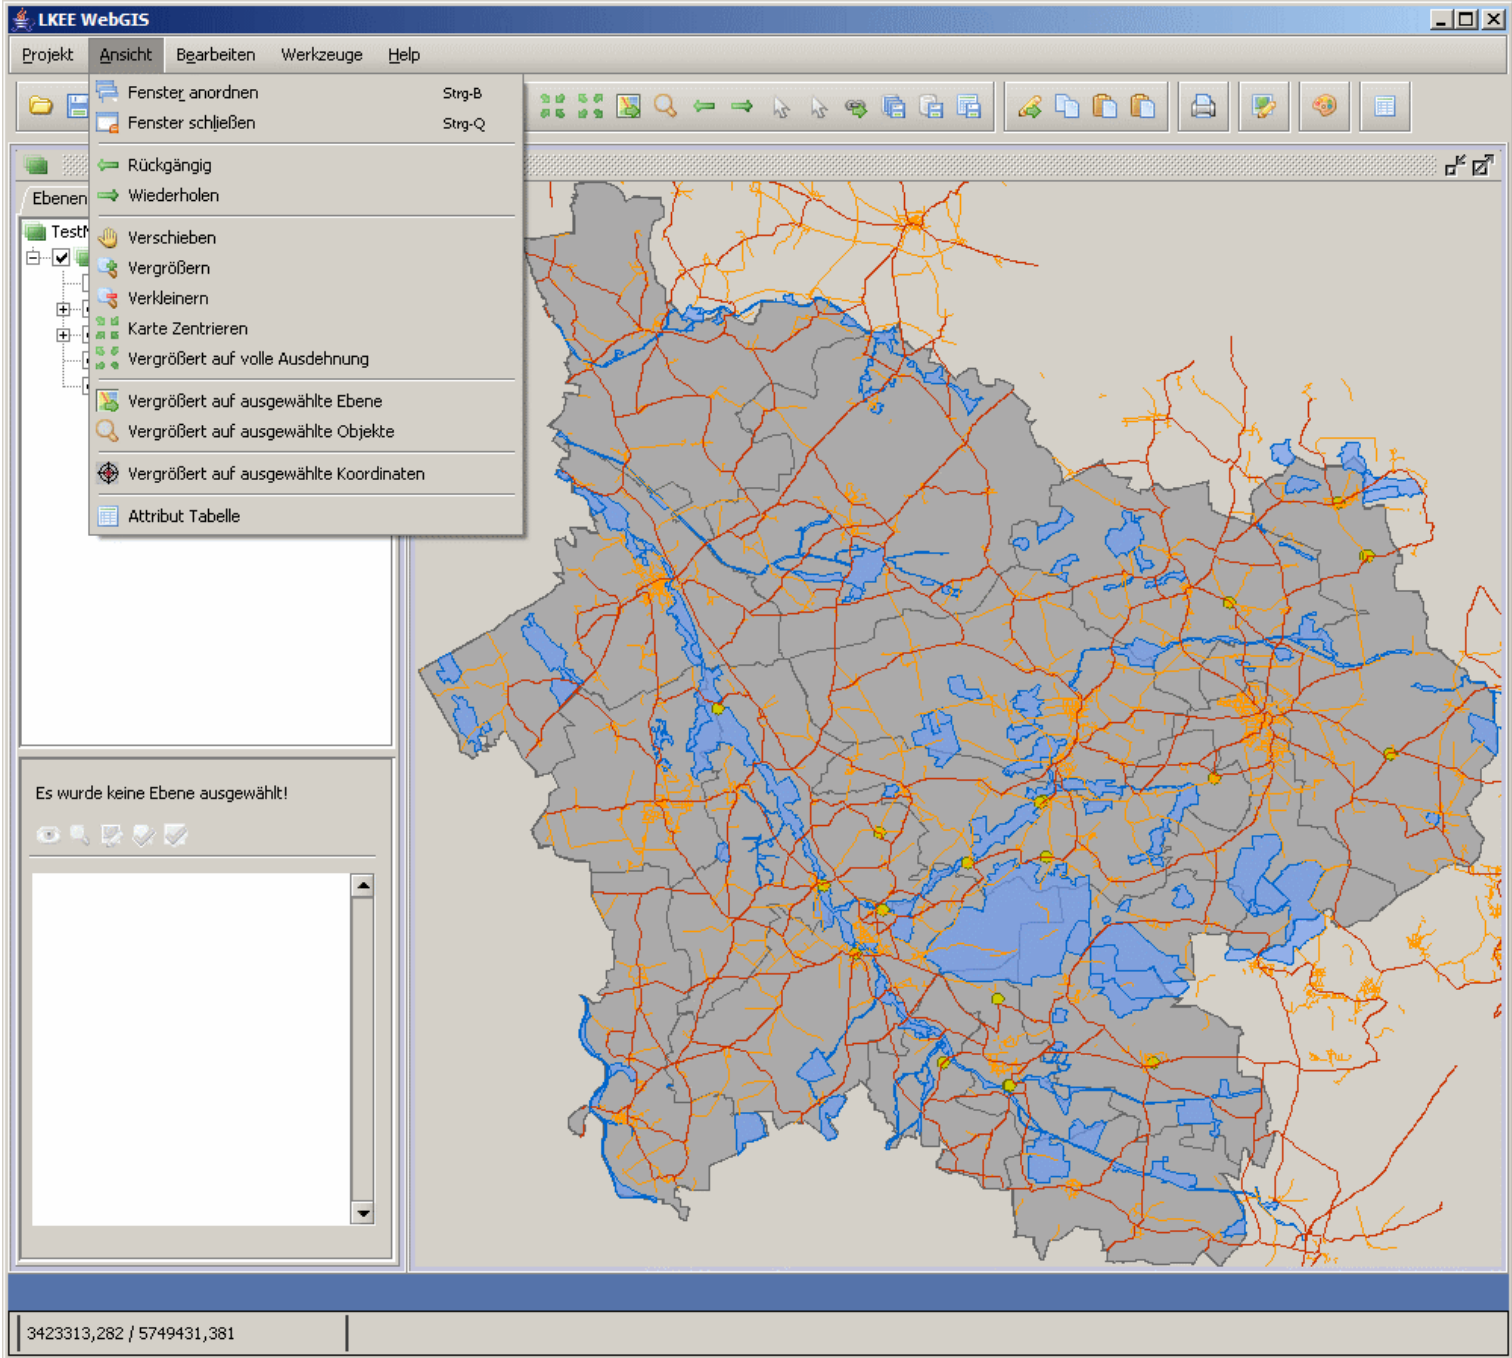 LKEE WebGIS
Projekt Ansicht Bearbeiten Werkzeuge Help
Fenster anordnen Strg-B
Fenster schließen Strg-Q
Rückgängig
Wiederholen
Verschieben
Vergrößern
Verkleinern
Karte Zentrieren
Vergrößert auf volle Ausdehnung
Vergrößert auf ausgewählte Ebene
Vergrößert auf ausgewählte Objekte
Vergrößert auf ausgewählte Koordinaten
Attribut Tabelle
Ebenen
Es wurde keine Ebene ausgewählt!
3423313,282 / 5749431,381